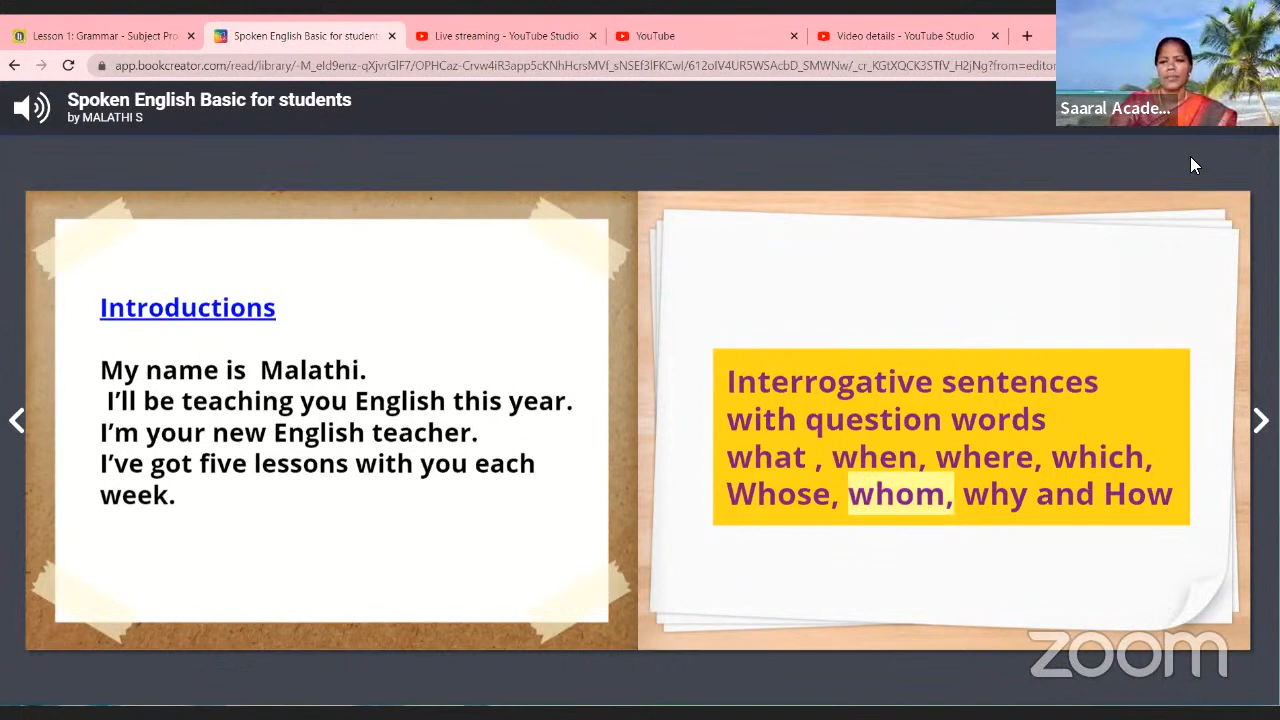 Lesson 1: Grammar - Subject Pro
Spoken English Basic for student
Live streaming - YouTube Studio
YouTube
Video details - YouTube Studio
Spoken English Basic for students
by MALATHI S
Saaral Acade...
Introductions
My name is Malathi.
I'll be teaching you English this year.
I'm your new English teacher.
I've got five lessons with you each
week.
Interrogative sentences
with question words
what , when, where, which,
Whose, whom, why and How
zoom